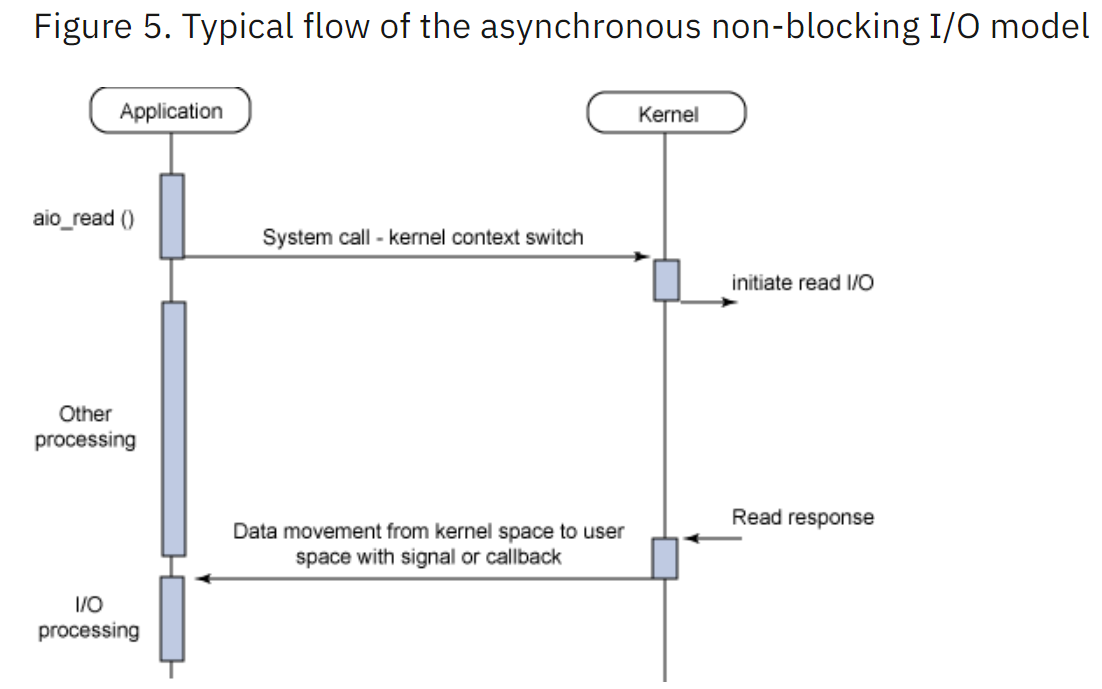 Figure 5. Typical flow of the asynchronous non-blocking I/O model
Application
Kernel
aio_read ()
System call - kernel context switch
initiate read I/O
Other
processing
Read response
Data movement from kernel space to user
space with signal or callback
I/O
processing